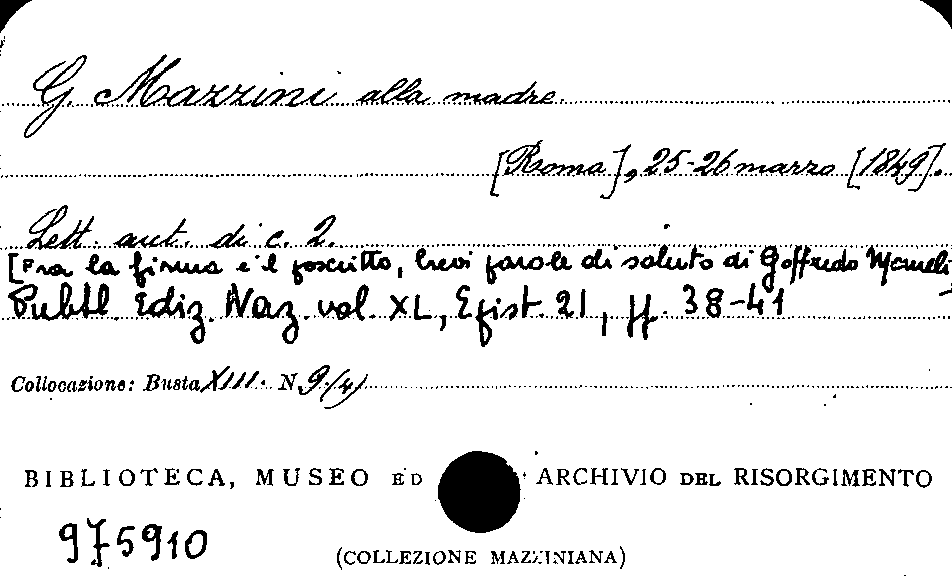 G. Mazzini alla madre.
[Roma], 25-26 marzo [1849].
Lett. aut. di c. 2.
[Fra la firma e 'l poscritto, brevi parole di saluto di Goffredo Mameli]
Pubbl. Ediz. Naz. vol. XL, Epist. 21, pp. 38-41
Collocazione: Busta XIII. N 9/(4)
BIBLIOTECA, MUSEO ED ARCHIVIO DEL RISORGIMENTO
975910
(COLLEZIONE MAZZINIANA)